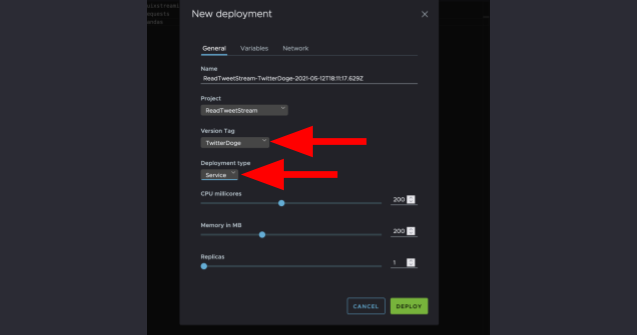 New deployment
General Variables Network
Name
ReadTweetStream-TwitterDoge-2021-05-12T18:11:17.629Z
Project
ReadTweetStream
Version Tag
TwitterDoge
Deployment type
Service
CPU millicores
200
Memory in MB
200
Replicas
1
CANCEL DEPLOY